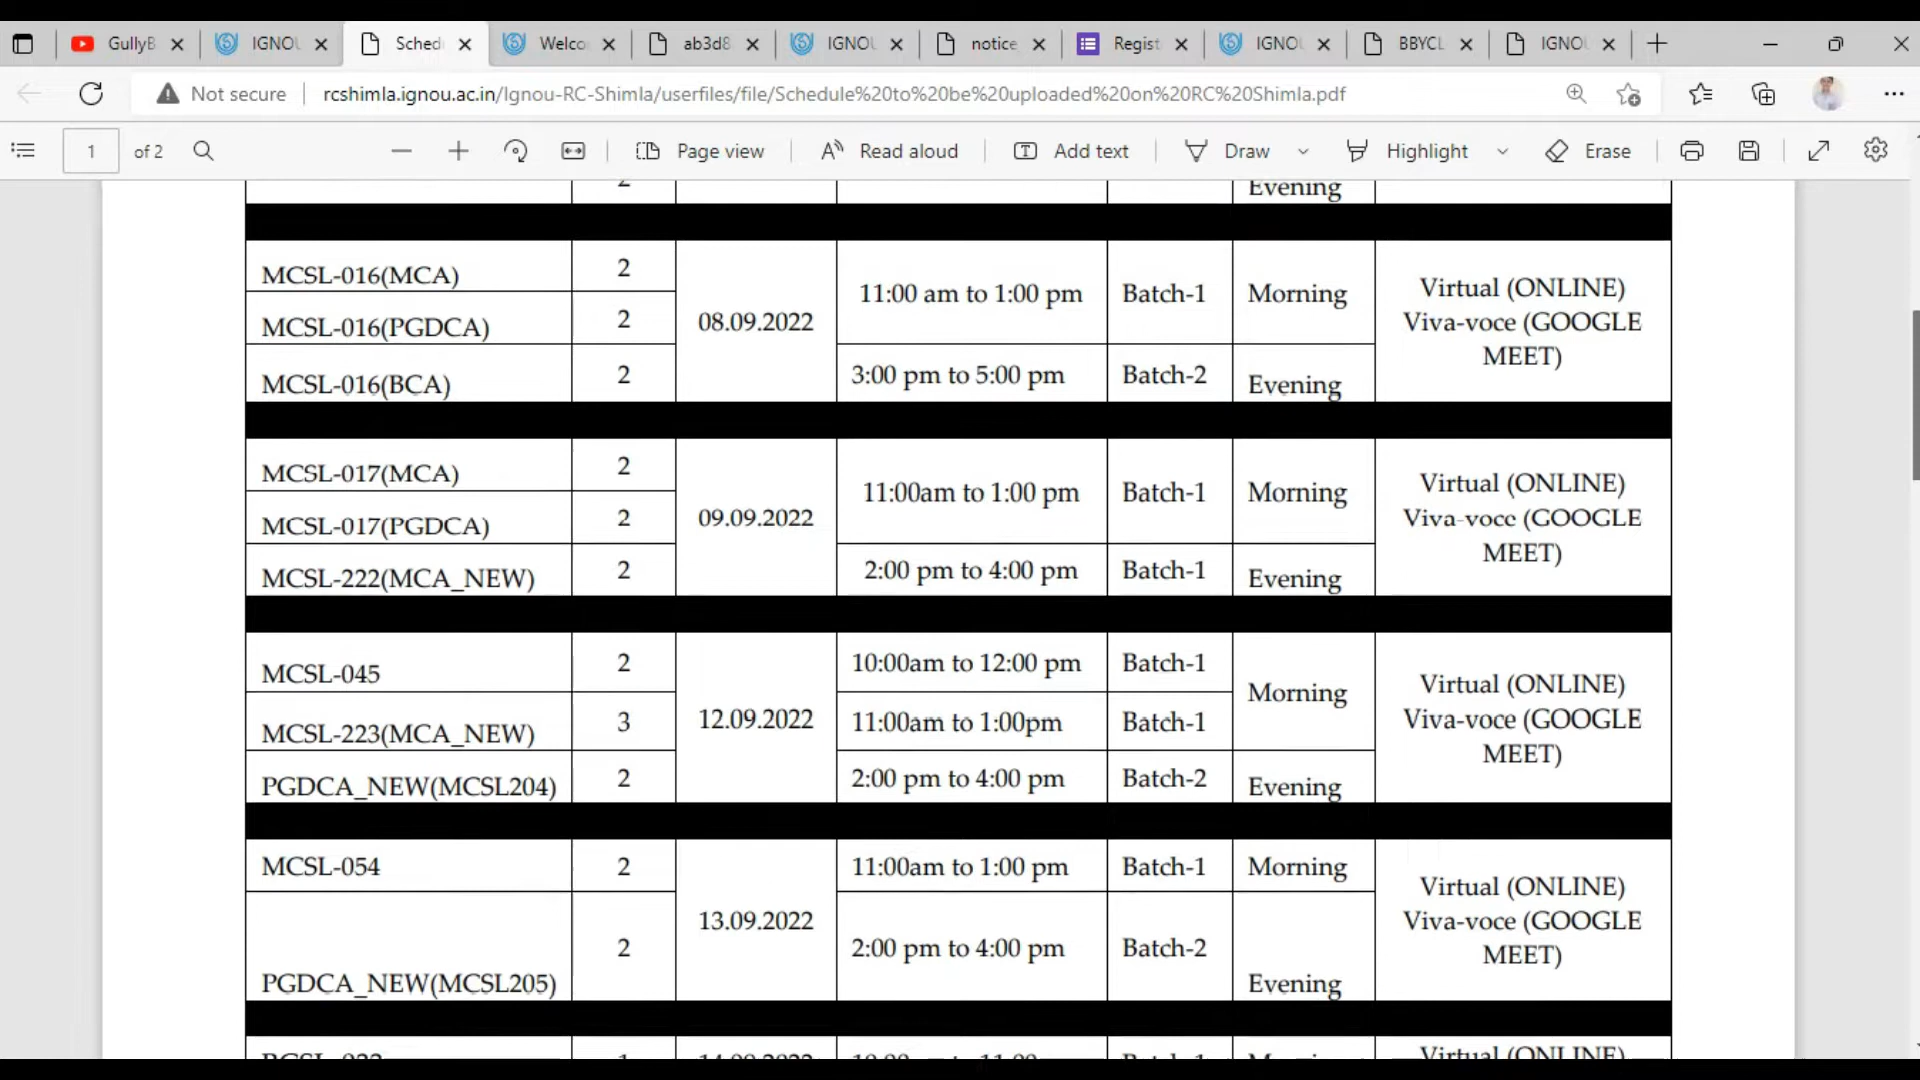 GullyB
IGNOU
Sched
Welco
ab3d8
IGNOU
notice
Regist
IGNOU
BBYCL
IGNOU
Not secure
rcshimla.ignou.ac.in/Ignou-RC-Shimla/userfiles/file/Schedule%20to%20be%20uploaded%20on%20RC%20Shimla.pdf
1 of 2
Page view
Read aloud
Add text
Draw
Highlight
Erase
2
Evening
MCSL-016(MCA) 2
MCSL-016(PGDCA) 2
MCSL-016(BCA) 2
08.09.2022
11:00 am to 1:00 pm Batch-1 Morning
3:00 pm to 5:00 pm Batch-2 Evening
Virtual (ONLINE)
Viva-voce (GOOGLE
MEET)
MCSL-017(MCA) 2
MCSL-017(PGDCA) 2
MCSL-222(MCA_NEW) 2
09.09.2022
11:00am to 1:00 pm Batch-1 Morning
2:00 pm to 4:00 pm Batch-1 Evening
Virtual (ONLINE)
Viva-voce (GOOGLE
MEET)
MCSL-045 2
MCSL-223(MCA_NEW) 3
PGDCA_NEW(MCSL204) 2
12.09.2022
10:00am to 12:00 pm Batch-1
Morning
11:00am to 1:00pm Batch-1
2:00 pm to 4:00 pm Batch-2 Evening
Virtual (ONLINE)
Viva-voce (GOOGLE
MEET)
MCSL-054 2
PGDCA_NEW(MCSL205) 2
13.09.2022
11:00am to 1:00 pm Batch-1 Morning
2:00 pm to 4:00 pm Batch-2 Evening
Virtual (ONLINE)
Viva-voce (GOOGLE
MEET)
Virtual (ONLINE)